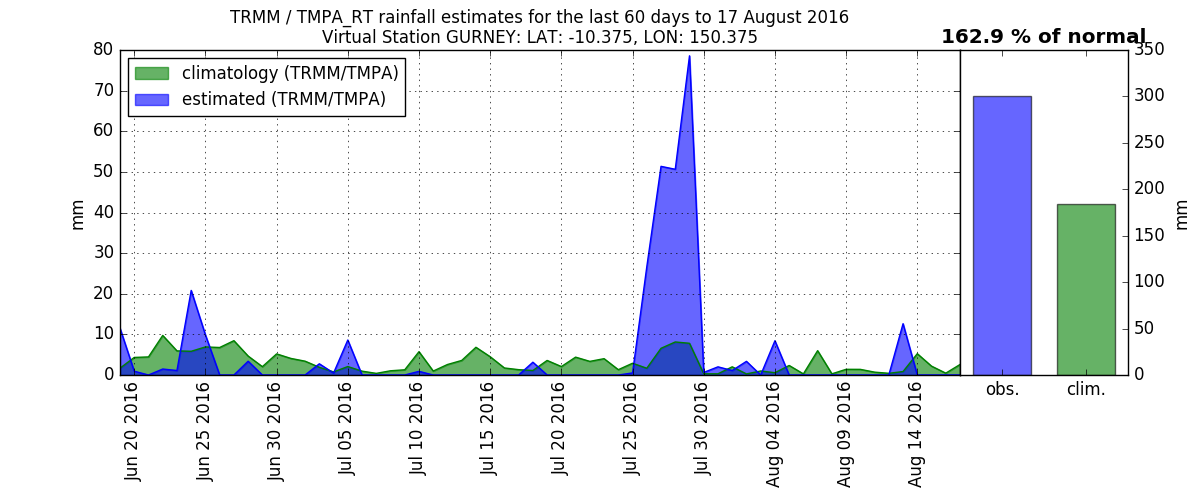 TRMM / TMPA_RT rainfall estimates for the last 60 days to 17 August 2016
Virtual Station GURNEY: LAT: -10.375, LON: 150.375
162.9 % of normal
climatology (TRMM/TMPA)
estimated (TRMM/TMPA)
80
70
60
50
40
30
20
10
0
mm
Jun 20 2016
Jun 25 2016
Jun 30 2016
Jul 05 2016
Jul 10 2016
Jul 15 2016
Jul 20 2016
Jul 25 2016
Jul 30 2016
Aug 04 2016
Aug 09 2016
Aug 14 2016
350
300
250
200
150
100
50
0
mm
obs.
clim.